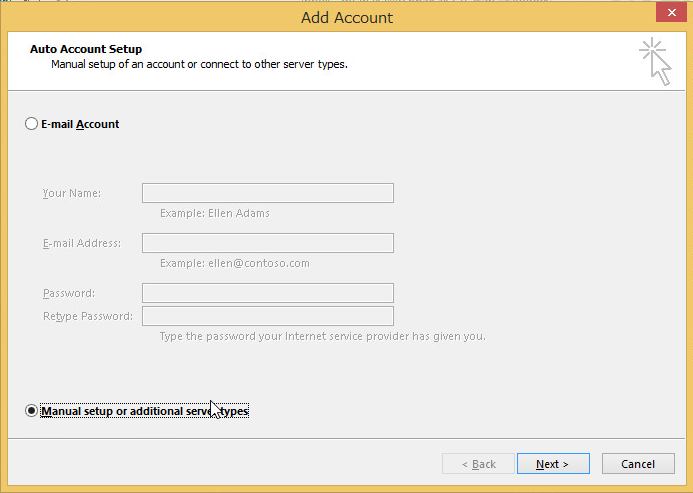 Add Account
Auto Account Setup
Manual setup of an account or connect to other server types.
E-mail Account
Your Name:
Example: Ellen Adams
E-mail Address:
Example: ellen@contoso.com
Password:
Retype Password:
Type the password your Internet service provider has given you.
Manual setup or additional server types
< Back
Next >
Cancel